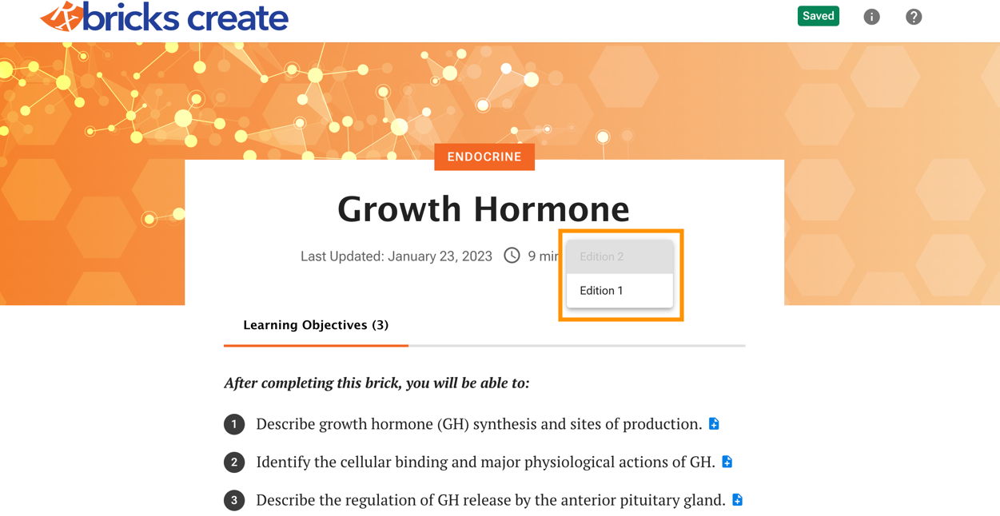 bricks create
Saved
ENDOCRINE
Growth Hormone
Last Updated: January 23, 2023 9 min
Edition 2
Edition 1
Learning Objectives (3)
After completing this brick, you will be able to:
1 Describe growth hormone (GH) synthesis and sites of production.
2 Identify the cellular binding and major physiological actions of GH.
3 Describe the regulation of GH release by the anterior pituitary gland.